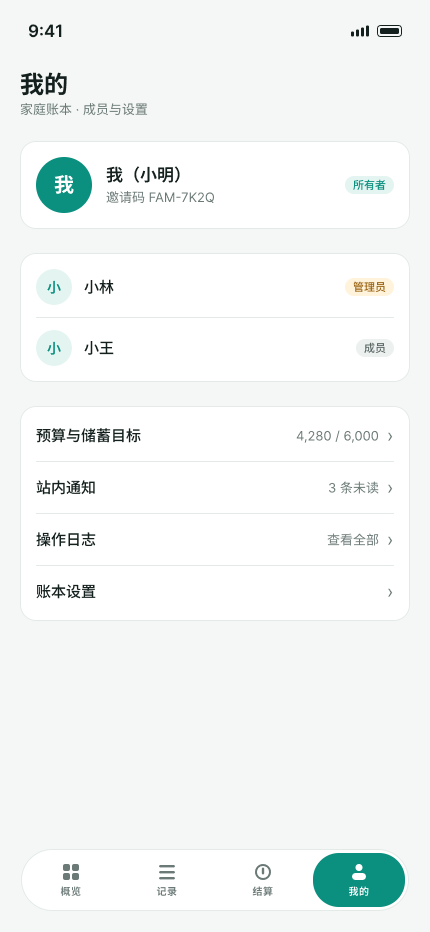 9:41
我的
家庭账本 · 成员与设置
我
我（小明）
邀请码 FAM-7K2Q
所有者
小
小林
管理员
小
小王
成员
预算与储蓄目标
4,280 / 6,000 ›
站内通知
3 条未读 ›
操作日志
查看全部 ›
账本设置
›
概览
记录
结算
我的